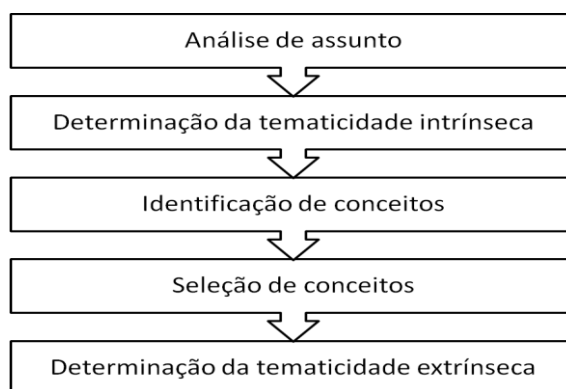 Análise de assunto
Determinação da tematicidade intrínseca
Identificação de conceitos
Seleção de conceitos
Determinação da tematicidade extrínseca